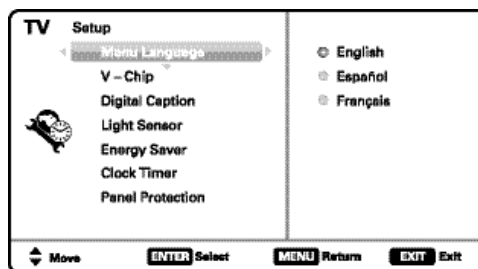 TV Setup
Menu Language
V - Chip
Digital Caption
Light Sensor
Energy Saver
Clock Timer
Panel Protection
English
Español
Français
Move ENTER Select MENU Return EXIT Exit